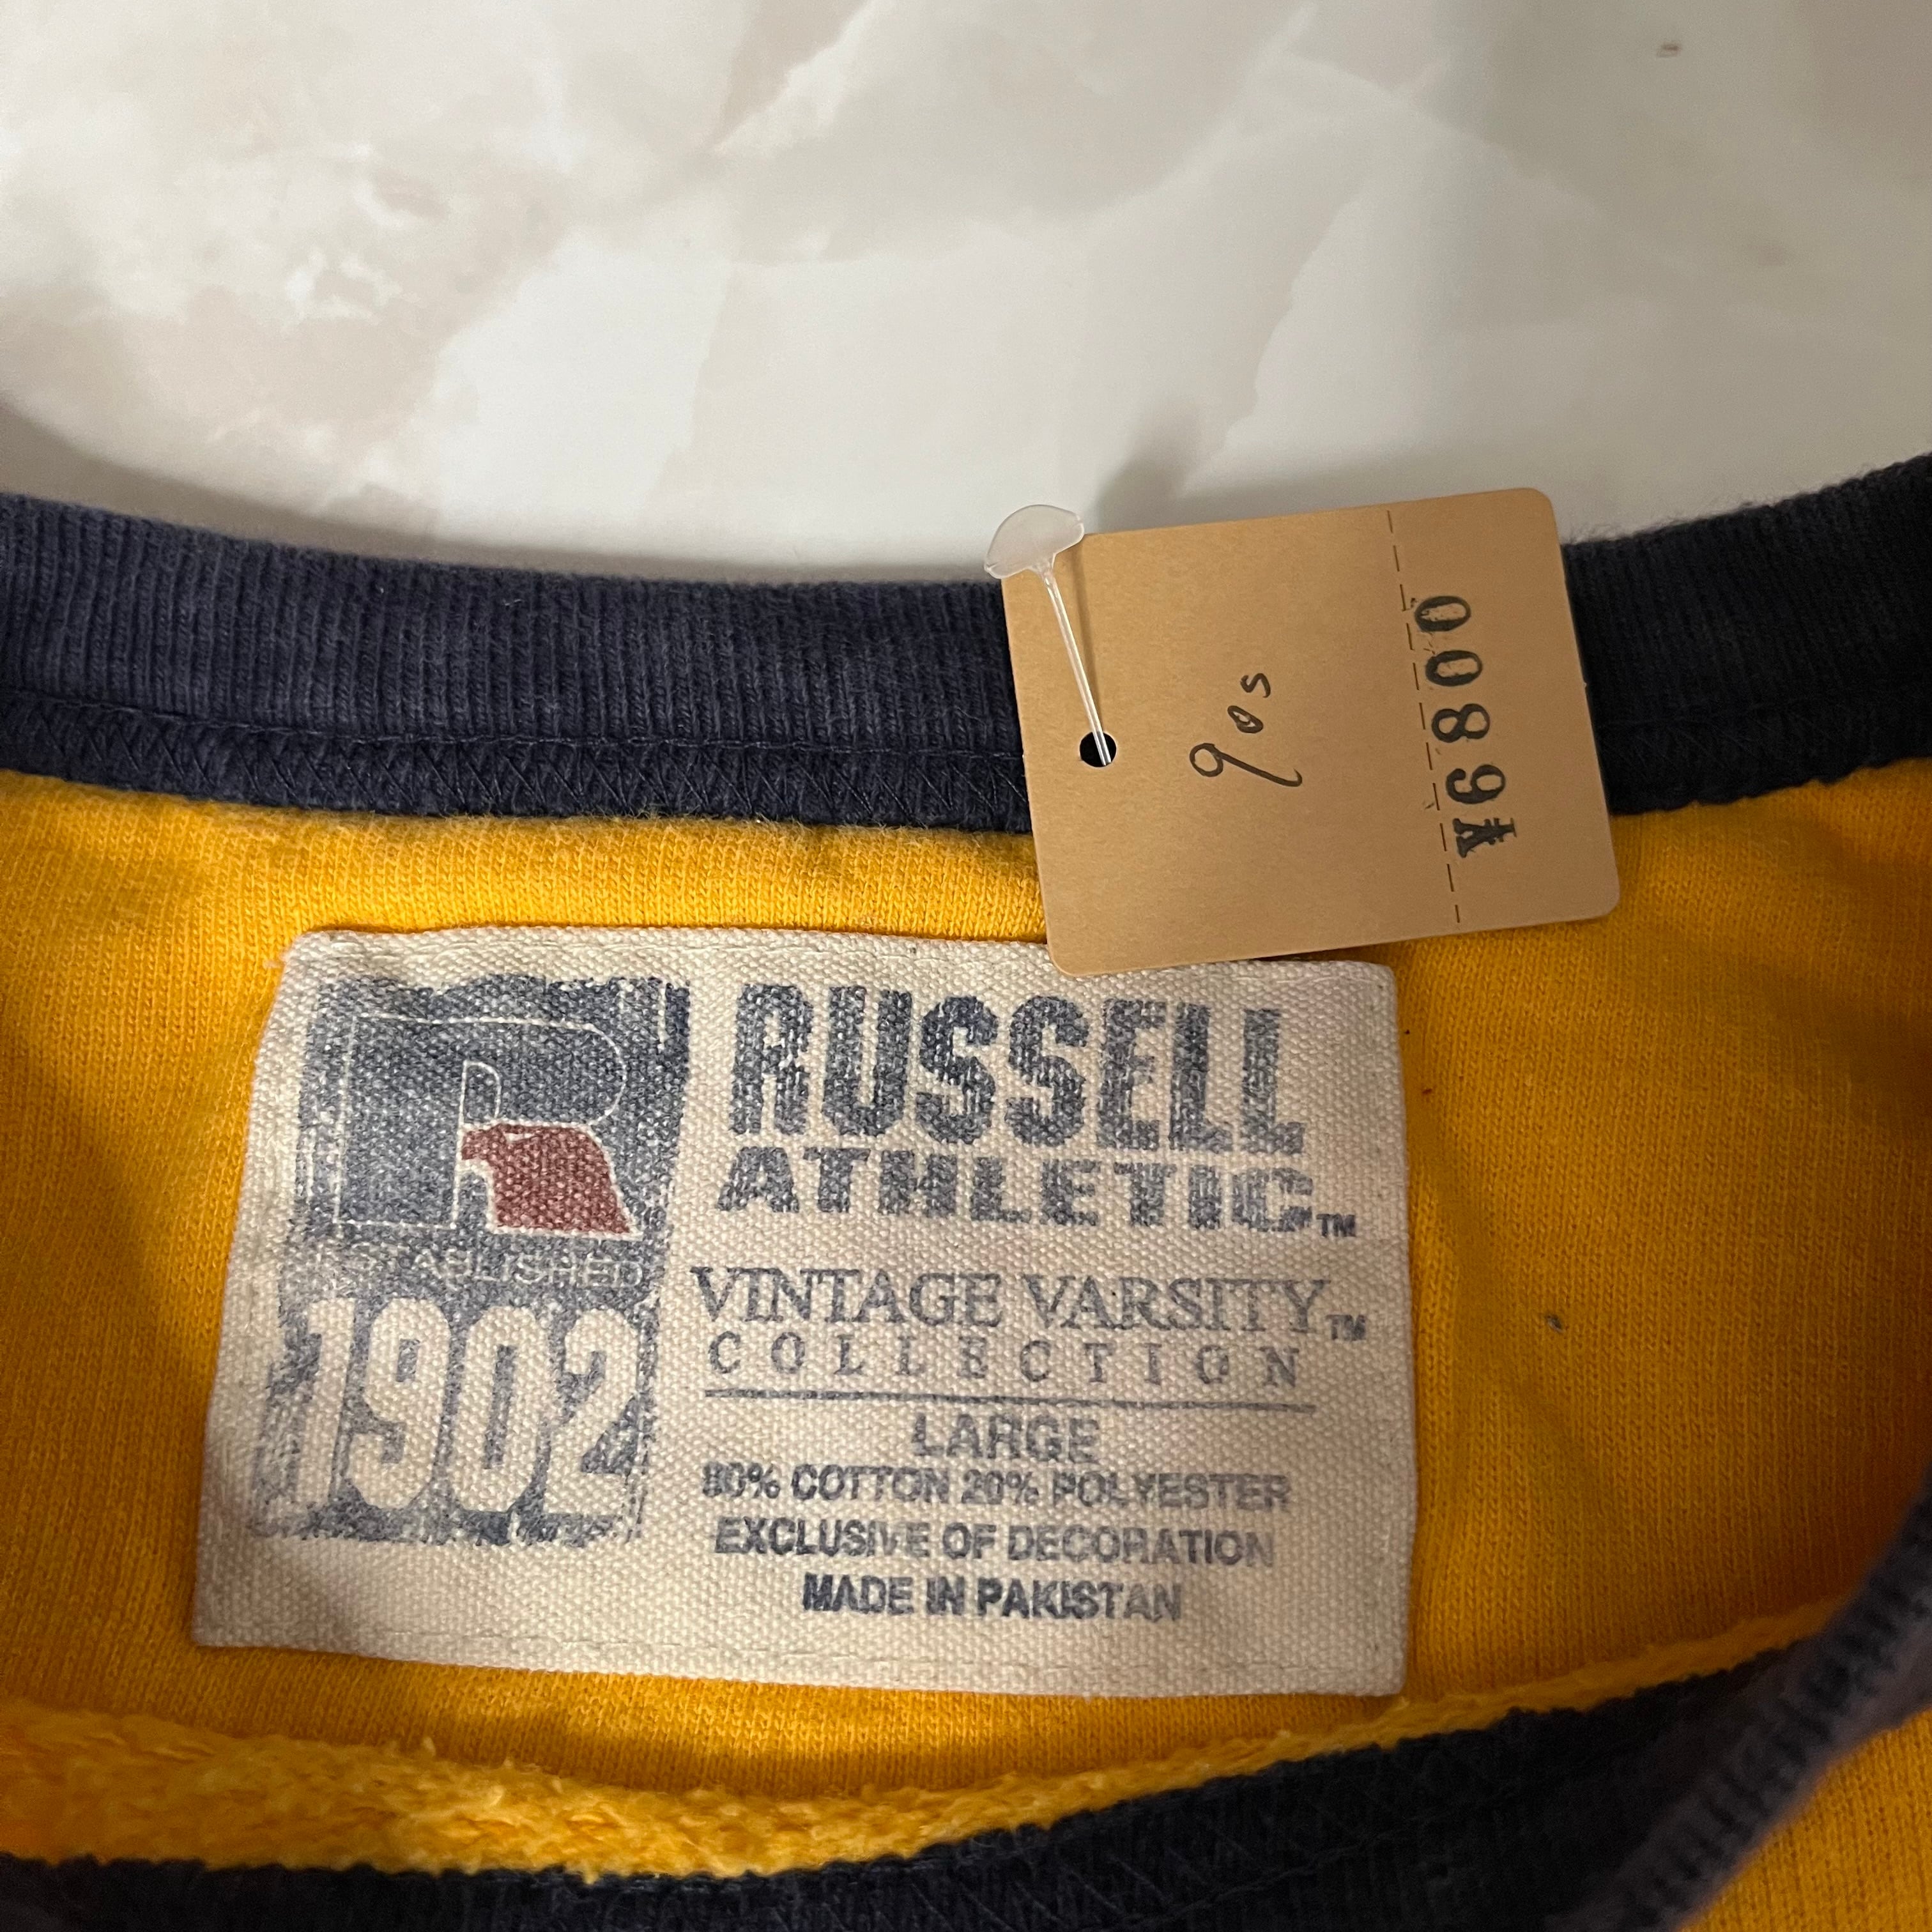 90s
¥6800
R
ESTABLISHED
1902
RUSSELL
ATHLETIC™
VINTAGE VARSITY™
COLLECTION
LARGE
80% COTTON 20% POLYESTER
EXCLUSIVE OF DECORATION
MADE IN PAKISTAN